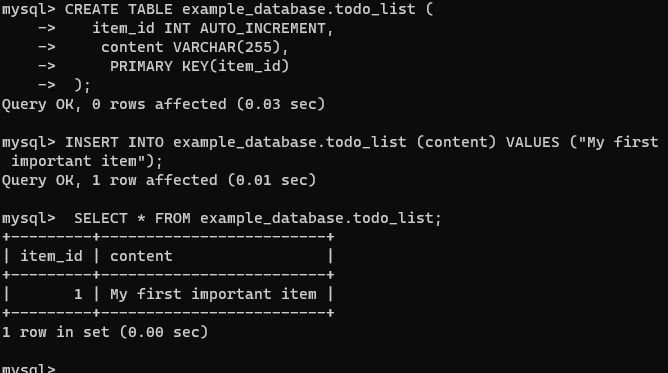 mysql> CREATE TABLE example_database.todo_list (
    ->    item_id INT AUTO_INCREMENT,
    ->     content VARCHAR(255),
    ->      PRIMARY KEY(item_id)
    ->  );
Query OK, 0 rows affected (0.03 sec)

mysql> INSERT INTO example_database.todo_list (content) VALUES ("My first
 important item");
Query OK, 1 row affected (0.01 sec)

mysql>  SELECT * FROM example_database.todo_list;
+---------+-------------------------+
| item_id | content                 |
+---------+-------------------------+
|       1 | My first important item |
+---------+-------------------------+
1 row in set (0.00 sec)

mysql>